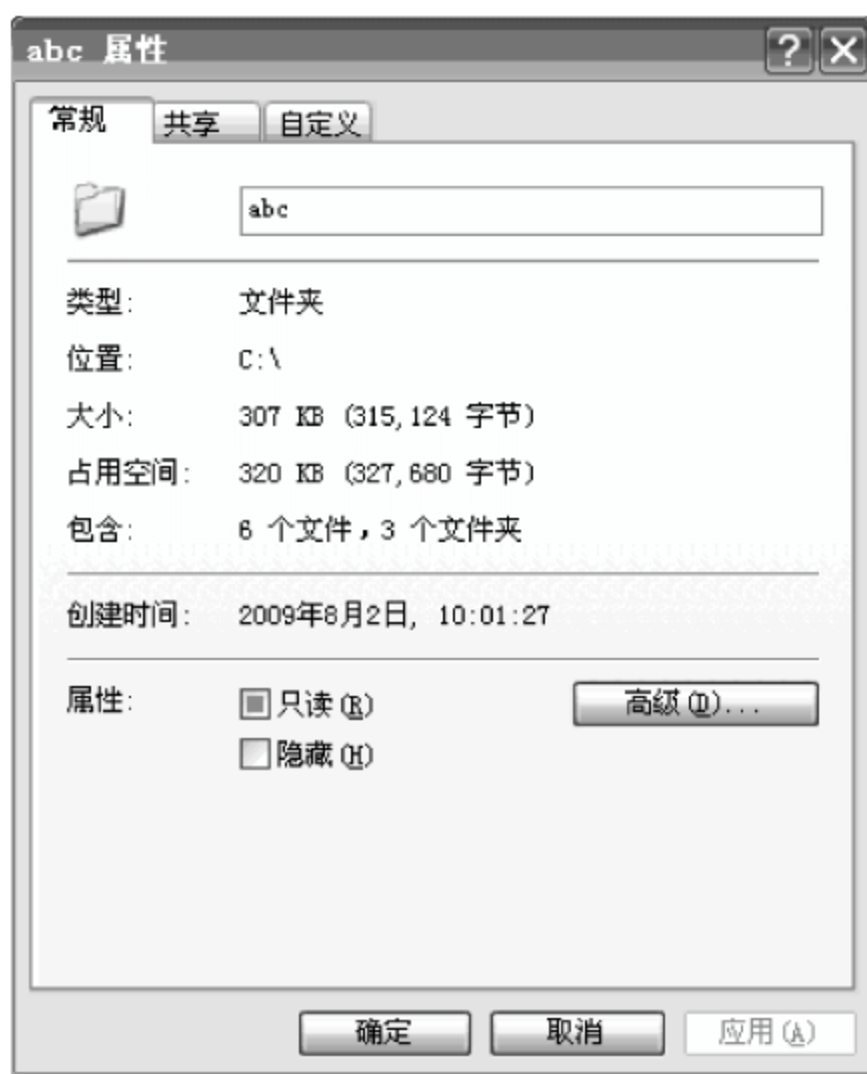 abc 属性
常规 共享 自定义
abc
类型: 文件夹
位置: C:\
大小: 307 KB (315,124 字节)
占用空间: 320 KB (327,680 字节)
包含: 6 个文件，3 个文件夹
创建时间: 2009年8月2日, 10:01:27
属性: 只读(R) 高级(D)...
隐藏(H)
确定 取消 应用(A)